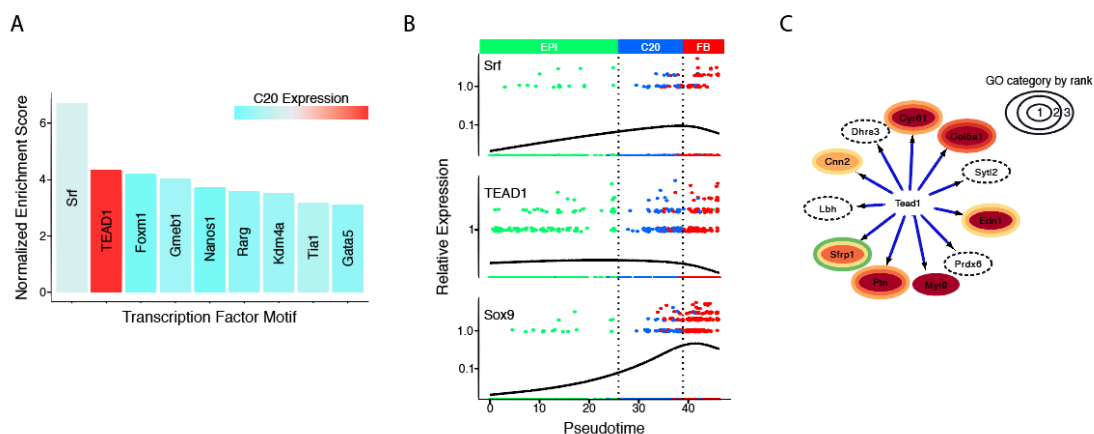 A
Normalized Enrichment Score
6
4
2
0
C20 Expression
Srf
TEAD1
Foxm1
Gmeb1
Nanos1
Rarg
Kdm4a
Tia1
Gata5
Transcription Factor Motif
B
EPI C20 FB
Relative Expression
Srf
1.0
0.1
TEAD1
1
Sox9
1.0
0.1
0 10 20 30 40
Pseudotime
C
GO category by rank
1 2 3
Cyr61
Dhrs3
Col5a1
Cnn2
Sytl2
Tead1
Lbh
Edn1
Sfrp1
Prdx6
Ptn
Myl9